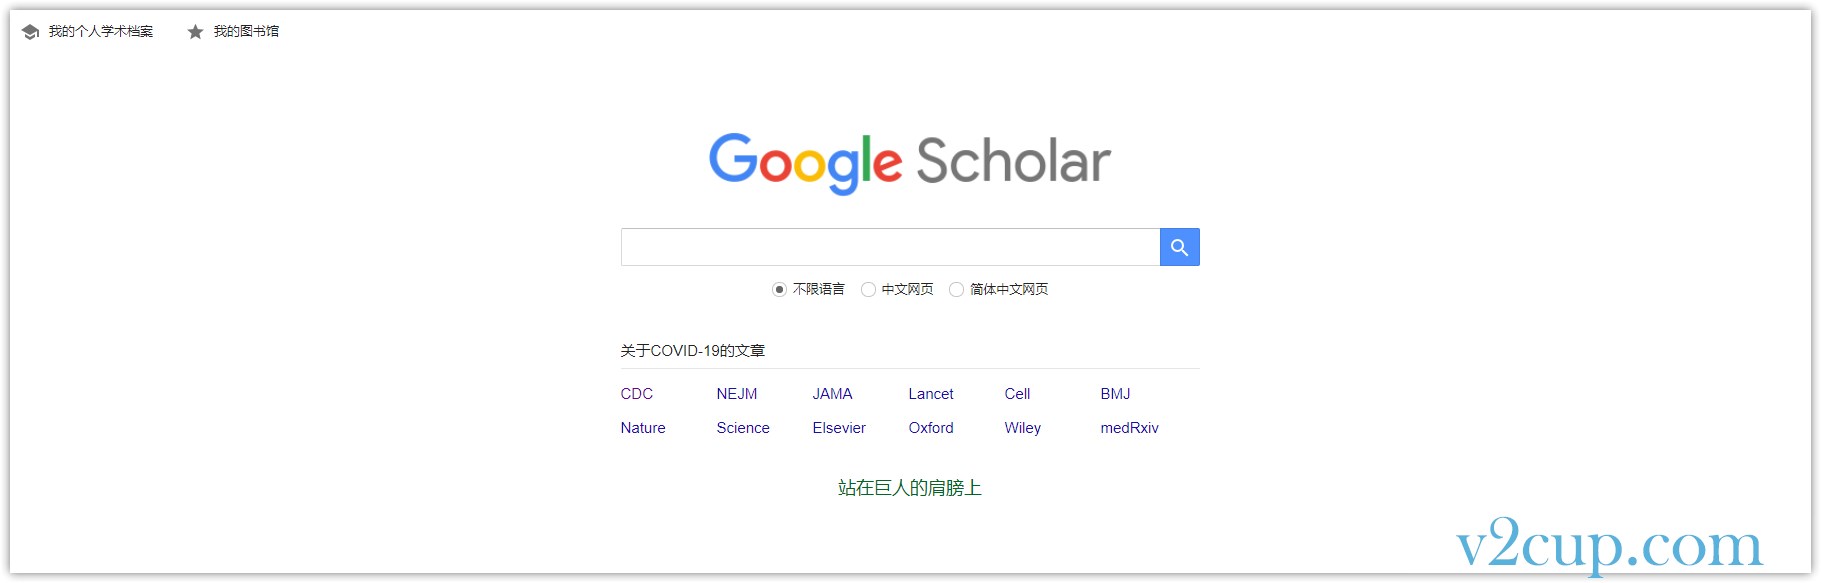 我的个人学术档案 我的图书馆
Google Scholar
不限语言 中文网页 简体中文网页
关于COVID-19的文章
CDC NEJM JAMA Lancet Cell BMJ
Nature Science Elsevier Oxford Wiley medRxiv
站在巨人的肩膀上
v2cup.com